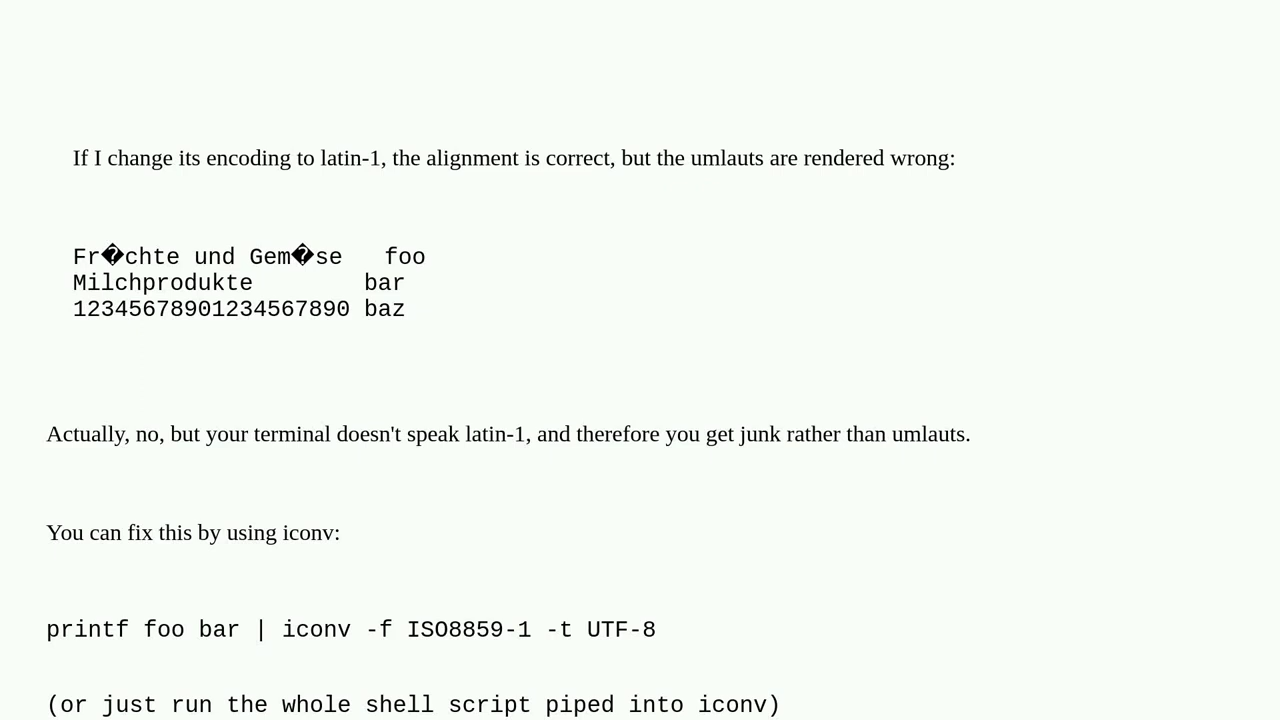 If I change its encoding to latin-1, the alignment is correct, but the umlauts are rendered wrong:
Fr�chte und Gem�se   foo
Milchprodukte        bar
12345678901234567890 baz
Actually, no, but your terminal doesn't speak latin-1, and therefore you get junk rather than umlauts.
You can fix this by using iconv:
printf foo bar | iconv -f ISO8859-1 -t UTF-8
(or just run the whole shell script piped into iconv)